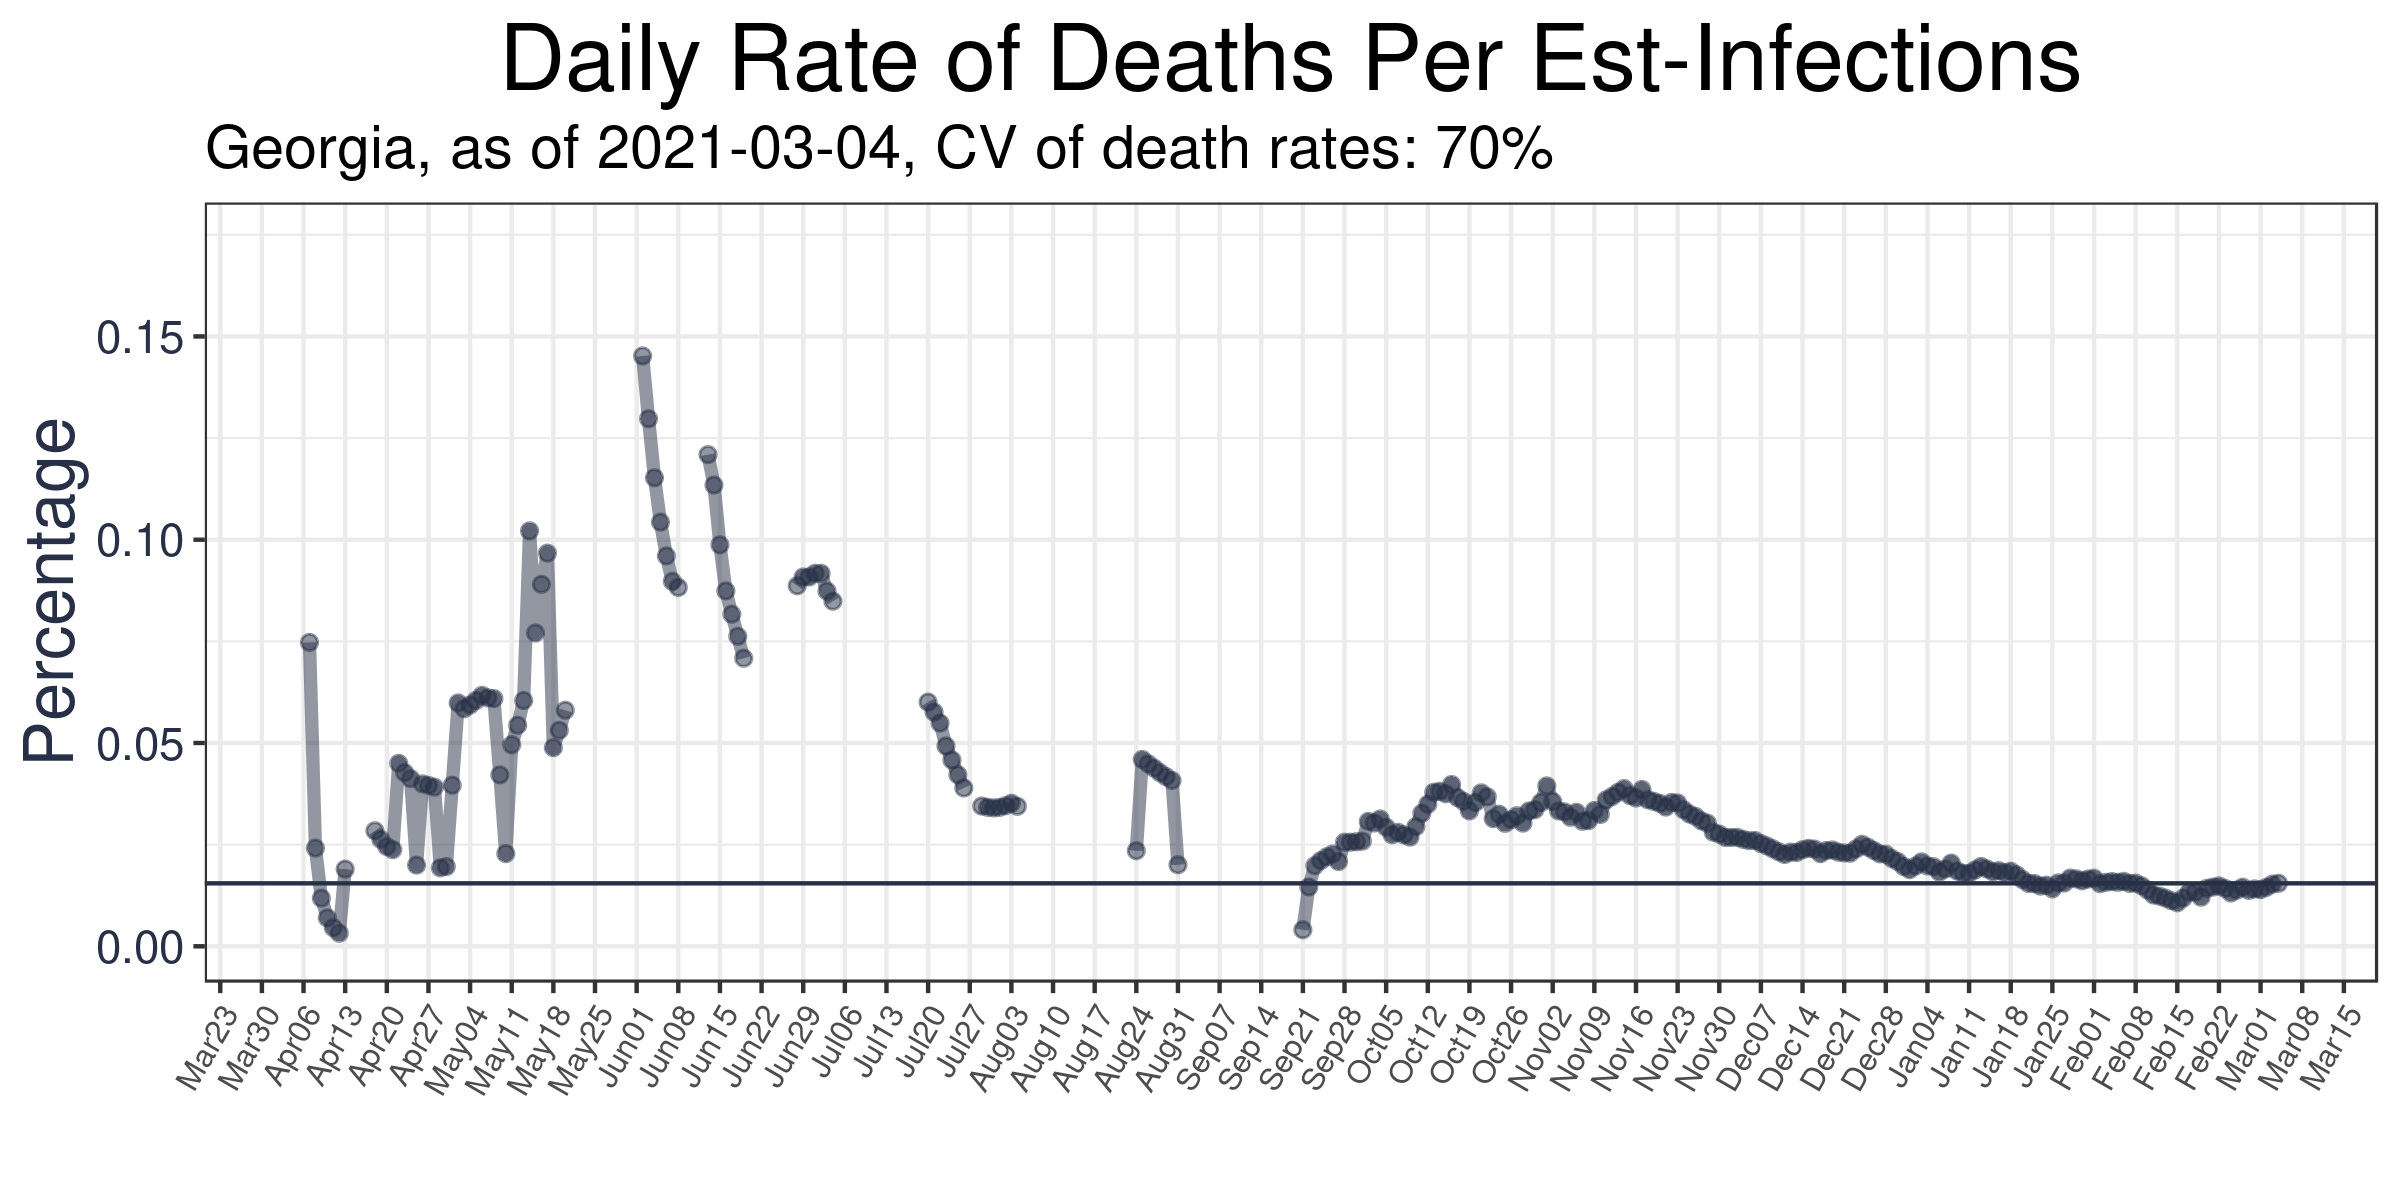 Daily Rate of Deaths Per Est-Infections
Georgia, as of 2021-03-04, CV of death rates: 70%
Percentage
0.15
0.10
0.05
0.00
Mar23 Mar30 Apr06 Apr13 Apr20 Apr27 May04 May11 May18 May25 Jun01 Jun08 Jun15 Jun22 Jun29 Jul06 Jul13 Jul20 Jul27 Aug03 Aug10 Aug17 Aug24 Aug31 Sep07 Sep14 Sep21 Sep28 Oct05 Oct12 Oct19 Oct26 Nov02 Nov09 Nov16 Nov23 Nov30 Dec07 Dec14 Dec21 Dec28 Jan04 Jan11 Jan18 Jan25 Feb01 Feb08 Feb15 Feb22 Mar01 Mar08 Mar15